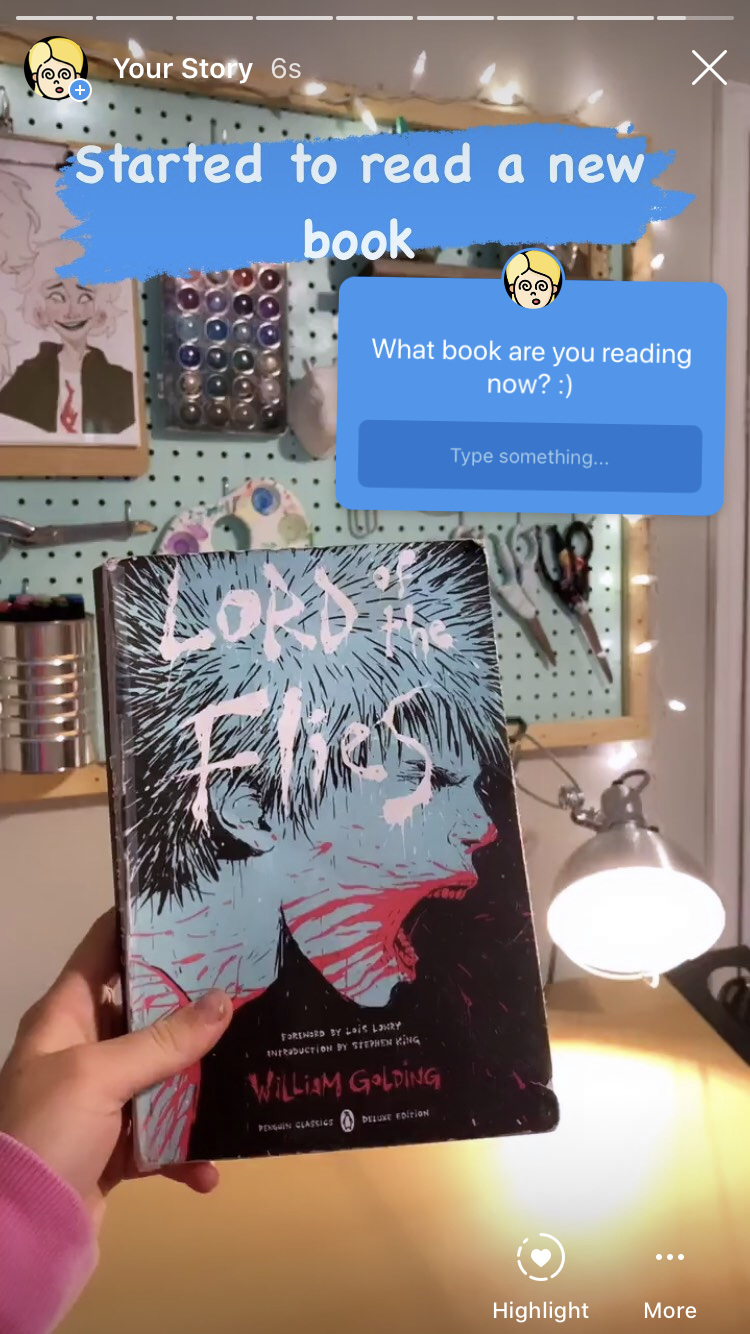 Your Story 6s
Started to read a new
book
What book are you reading
now? :)
Type something...
LORD of
the
Flies
FOREWORD BY LOIS LOWRY
INTRODUCTION BY STEPHEN KING
WILLIAM GOLDING
PENGUIN CLASSICS DELUXE EDITION
Highlight
More